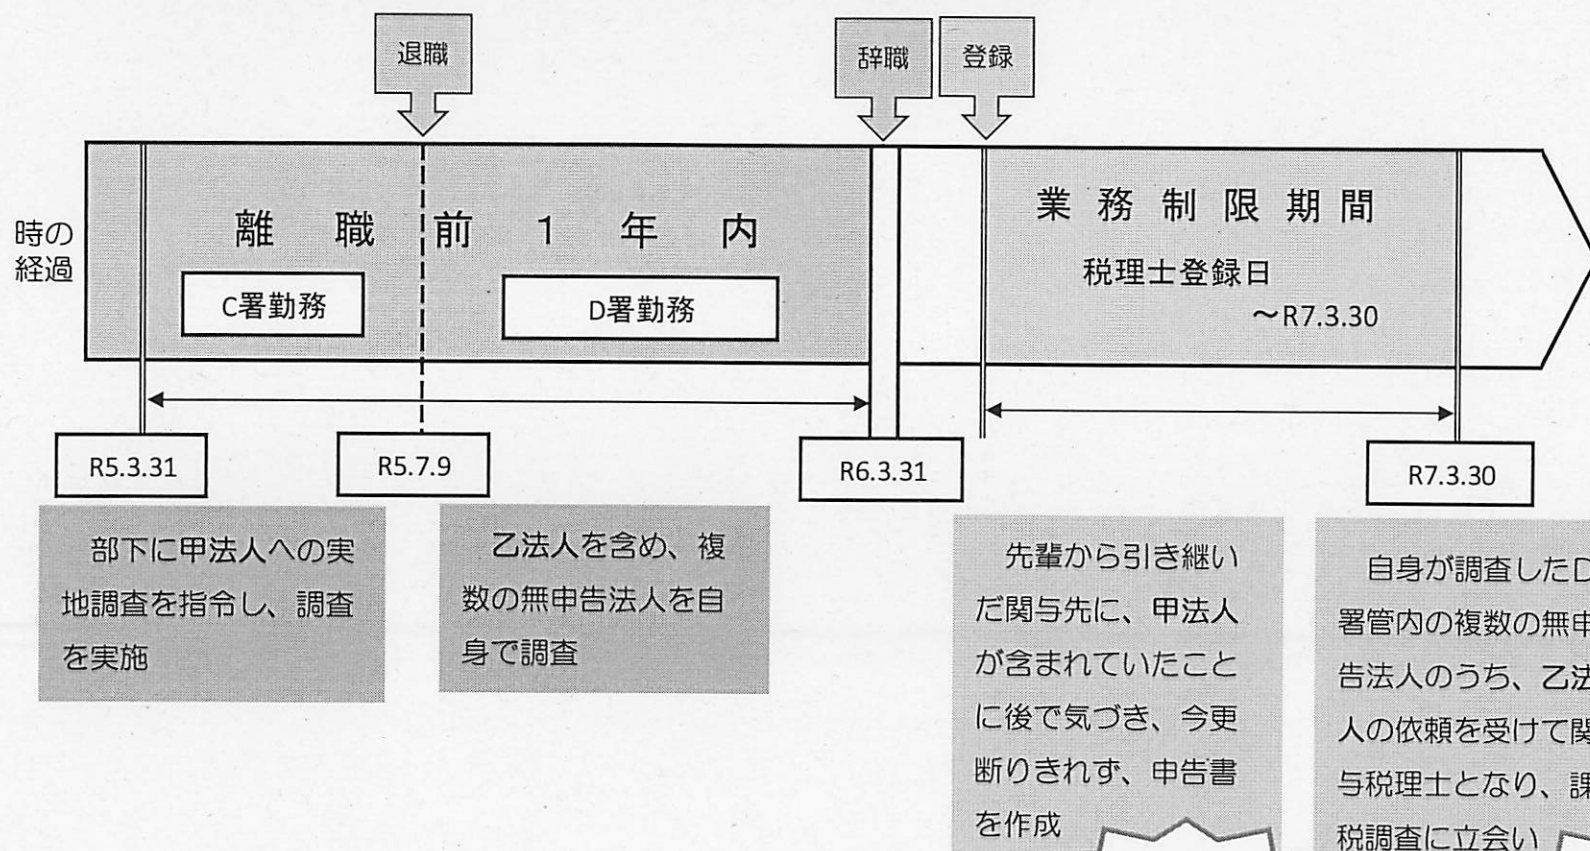 退職
辞職
登録
時の
経過
離職前1年内
C署勤務
D署勤務
業務制限期間
税理士登録日
～R7.3.30
R5.3.31
R5.7.9
R6.3.31
R7.3.30
部下に甲法人への実
地調査を指令し、調査
を実施
乙法人を含め、複
数の無申告法人を自
身で調査
先輩から引き継い
だ関与先に、甲法人
が含まれていたこと
に後で気づき、今更
断りきれず、申告書
を作成
自身が調査したD
署管内の複数の無申
告法人のうち、乙法
人の依頼を受けて関
与税理士となり、課
税調査に立会い